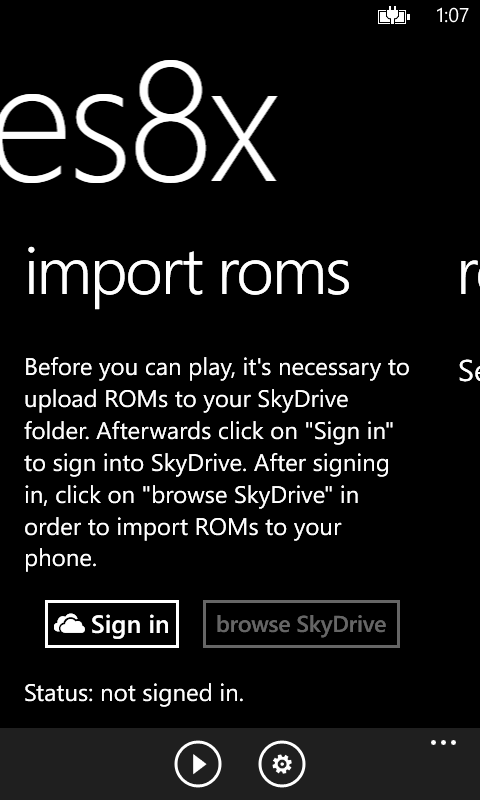 1:07
es8x
import roms
re
Before you can play, it's necessary to
Se
upload ROMs to your SkyDrive
folder. Afterwards click on "Sign in"
to sign into SkyDrive. After signing
in, click on "browse SkyDrive" in
order to import ROMs to your
phone.
Sign in
browse SkyDrive
Status: not signed in.